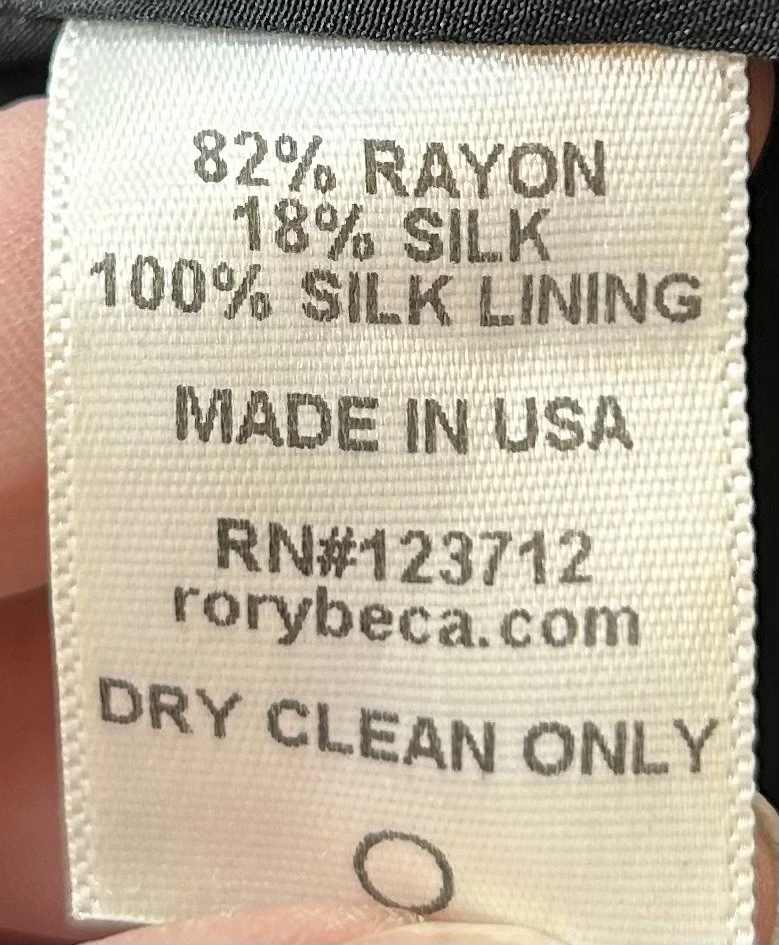 82% RAYON
18% SILK
100% SILK LINING
MADE IN USA
RN#123712
rorybeca.com
DRY CLEAN ONLY